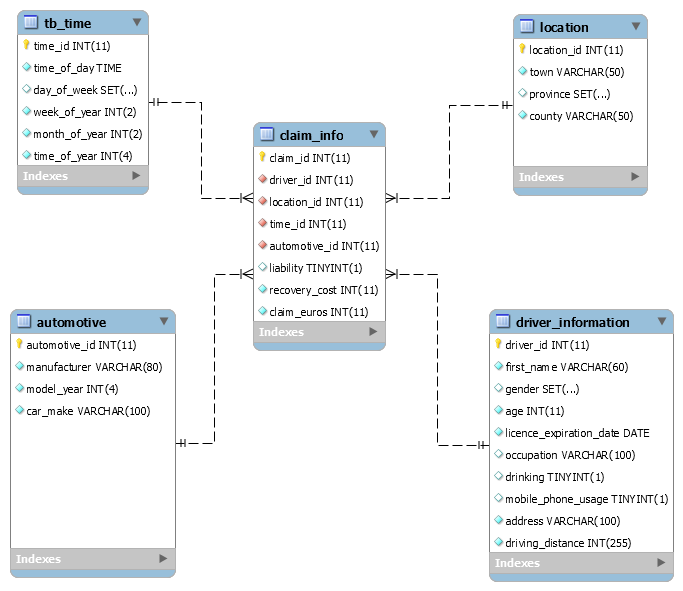 tb_time
time_id INT(11)
time_of_day TIME
day_of_week SET(...)
week_of_year INT(2)
month_of_year INT(2)
time_of_year INT(4)
Indexes
location
location_id INT(11)
town VARCHAR(50)
province SET(...)
county VARCHAR(50)
Indexes
claim_info
claim_id INT(11)
driver_id INT(11)
location_id INT(11)
time_id INT(11)
automotive_id INT(11)
liability TINYINT(1)
recovery_cost INT(11)
claim_euros INT(11)
Indexes
automotive
automotive_id INT(11)
manufacturer VARCHAR(80)
model_year INT(4)
car_make VARCHAR(100)
Indexes
driver_information
driver_id INT(11)
first_name VARCHAR(60)
gender SET(...)
age INT(11)
licence_expiration_date DATE
occupation VARCHAR(100)
drinking TINYINT(1)
mobile_phone_usage TINYINT(1)
address VARCHAR(100)
driving_distance INT(255)
Indexes